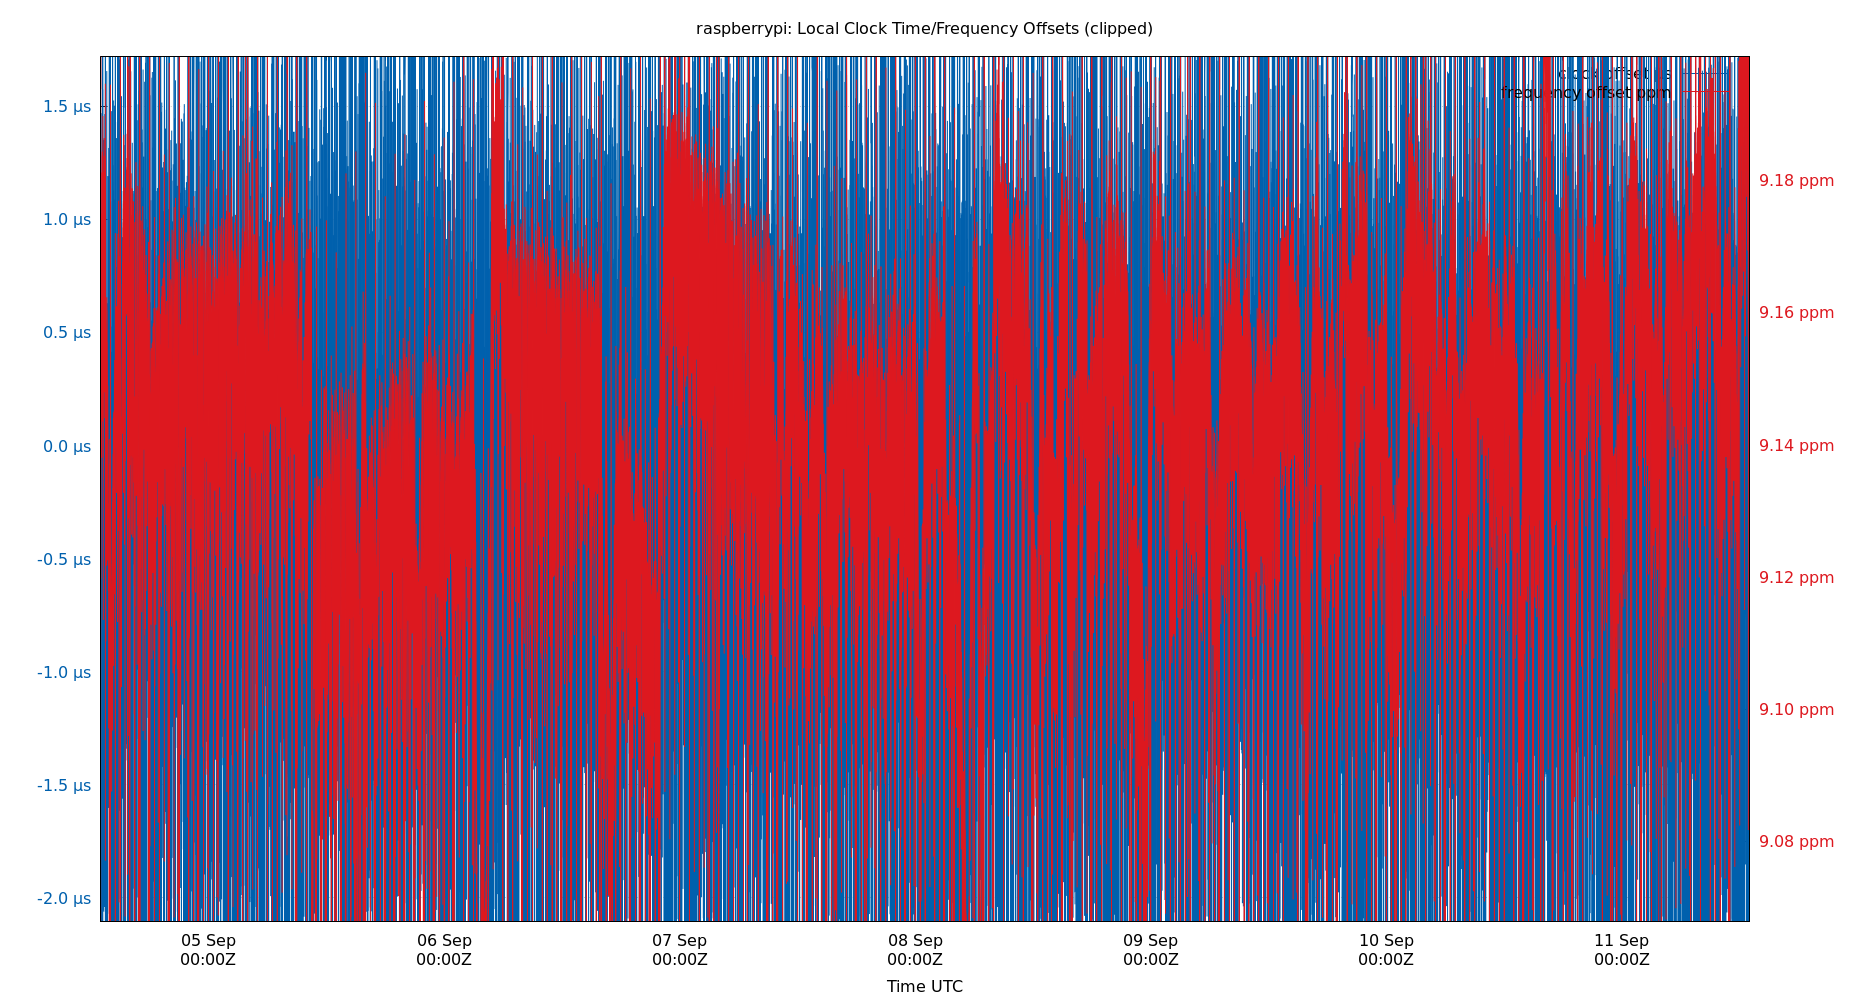 raspberrypi: Local Clock Time/Frequency Offsets (clipped)
clock offset µs
frequency offset ppm
1.5 µs
1.0 µs
0.5 µs
0.0 µs
-0.5 µs
-1.0 µs
-1.5 µs
-2.0 µs
9.18 ppm
9.16 ppm
9.14 ppm
9.12 ppm
9.10 ppm
9.08 ppm
05 Sep
00:00Z
06 Sep
00:00Z
07 Sep
00:00Z
08 Sep
00:00Z
09 Sep
00:00Z
10 Sep
00:00Z
11 Sep
00:00Z
Time UTC